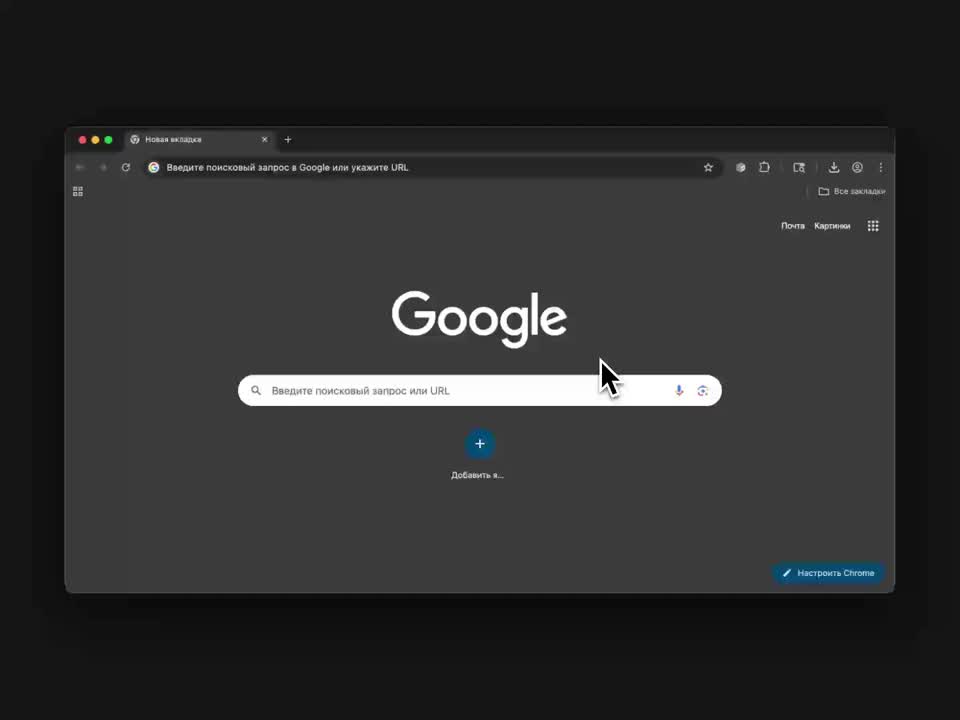 Новая вкладка
Введите поисковый запрос в Google или укажите URL
Все закладки
Почта Картинки
Google
Введите поисковый запрос или URL
Добавить я...
Настроить Chrome